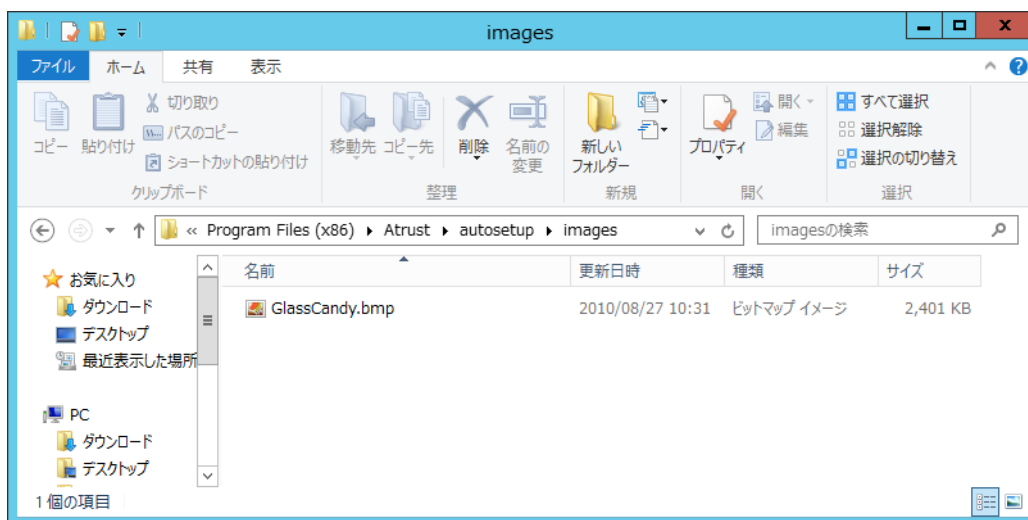 images
ファイル ホーム 共有 表示
コピー 貼り付け 切り取り パスのコピー ショートカットの貼り付け
クリップボード
移動先 コピー先 削除 名前の変更
整理
新しいフォルダー
新規
プロパティ 開く 編集
開く
すべて選択 選択解除 選択の切り替え
選択
« Program Files (x86) Atrust autosetup images imagesの検索
お気に入り
ダウンロード
デスクトップ
最近表示した場所
PC
ダウンロード
デスクトップ
名前 更新日時 種類 サイズ
GlassCandy.bmp 2010/08/27 10:31 ビットマップ イメージ 2,401 KB
1 個の項目